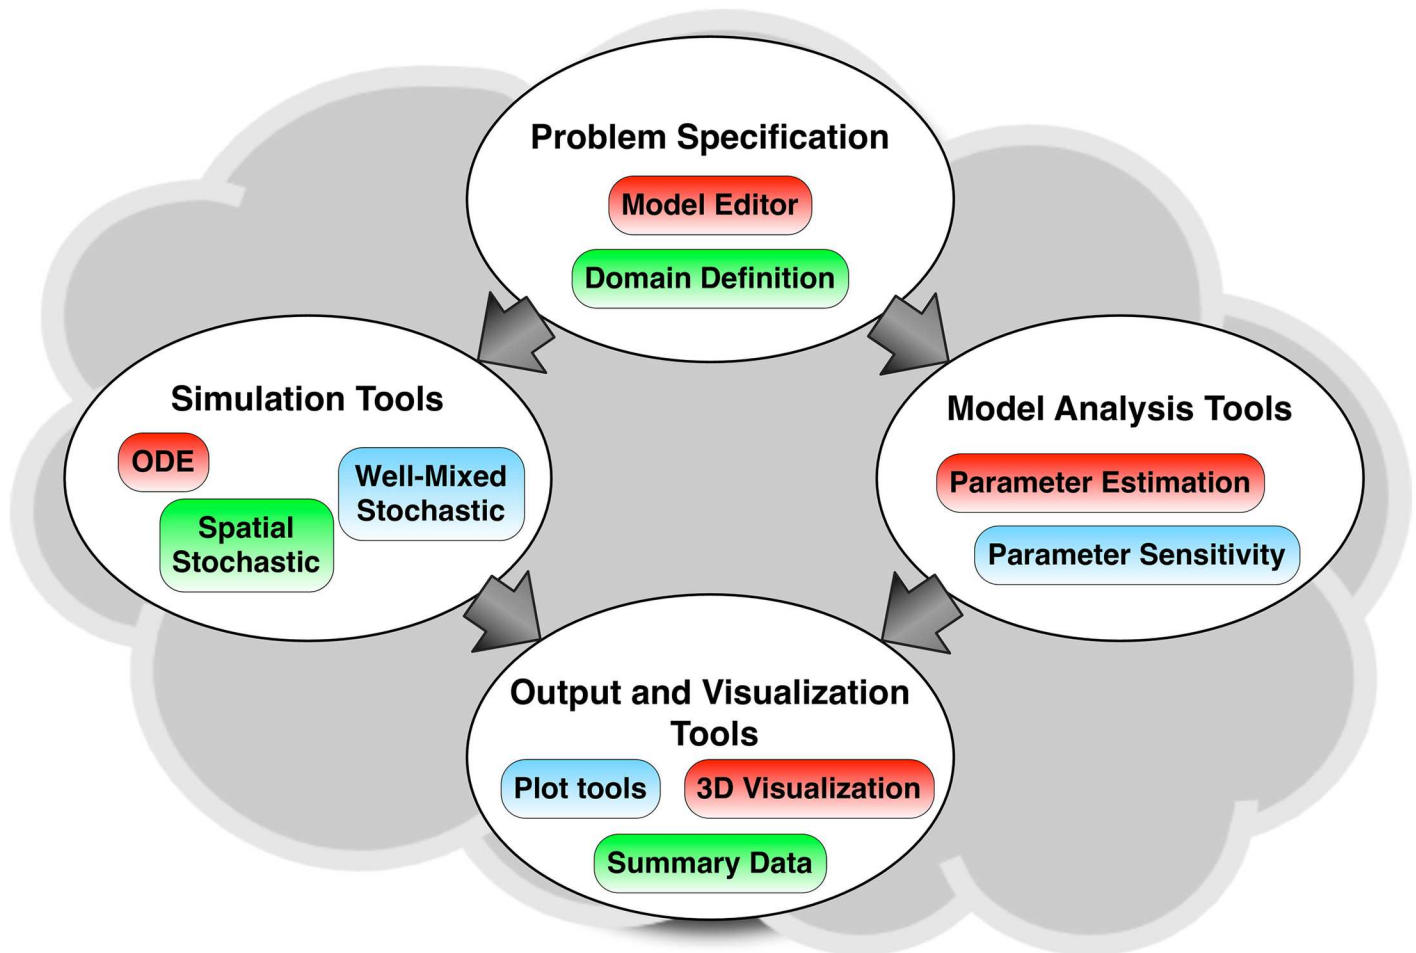 Problem Specification
Model Editor
Domain Definition
Simulation Tools
ODE
Well-Mixed
Stochastic
Spatial
Stochastic
Model Analysis Tools
Parameter Estimation
Parameter Sensitivity
Output and Visualization
Tools
Plot tools
3D Visualization
Summary Data